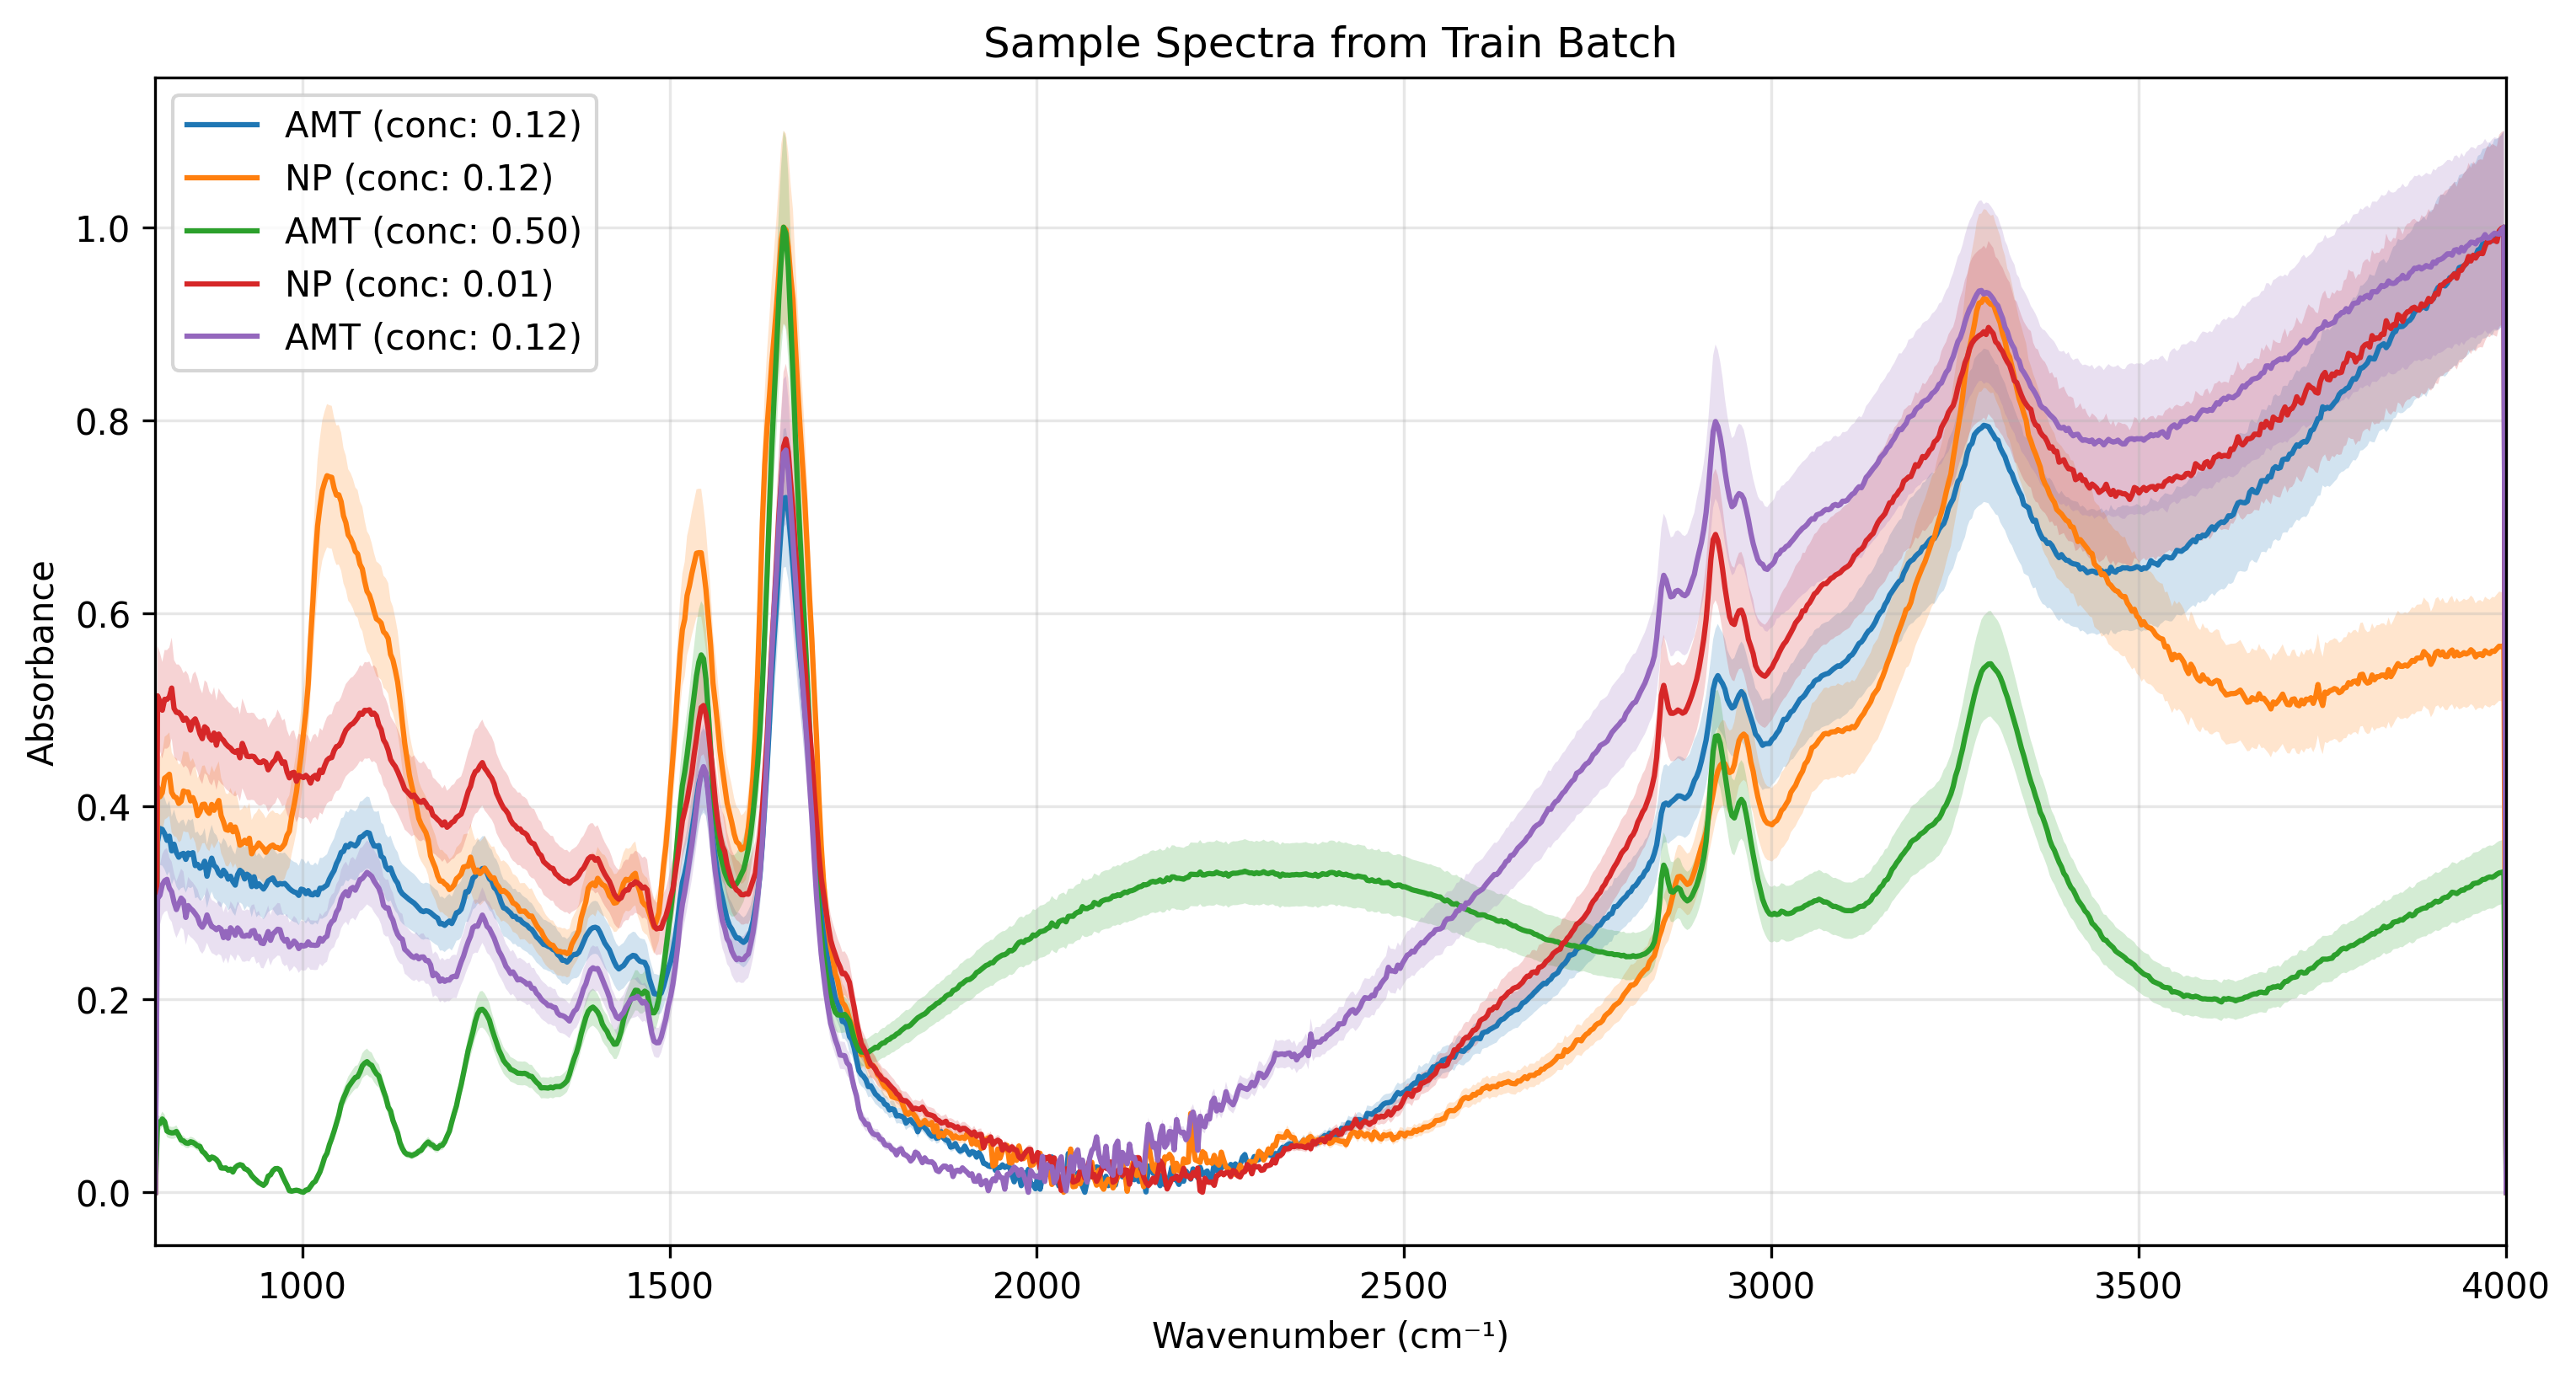 Sample Spectra from Train Batch
AMT (conc: 0.12)
NP (conc: 0.12)
AMT (conc: 0.50)
NP (conc: 0.01)
AMT (conc: 0.12)
Absorbance
1.0
0.8
0.6
0.4
0.2
0.0
1000 1500 2000 2500 3000 3500 4000
Wavenumber (cm⁻¹)